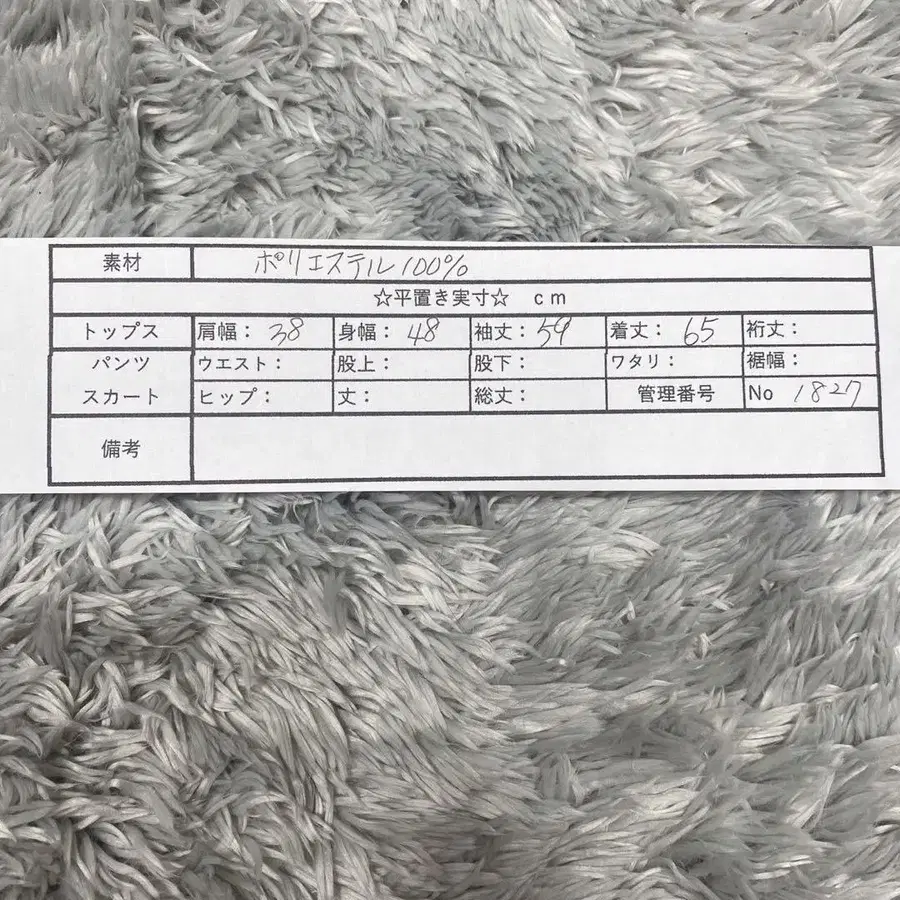 素材 ポリエステル100%
☆平置き実寸☆ cm
トップス 肩幅：38 身幅：48 袖丈：59 着丈：65 裄丈：
パンツ ウエスト： 股上： 股下： ワタリ： 裾幅：
スカート ヒップ： 丈： 総丈： 管理番号 No 1827
備考